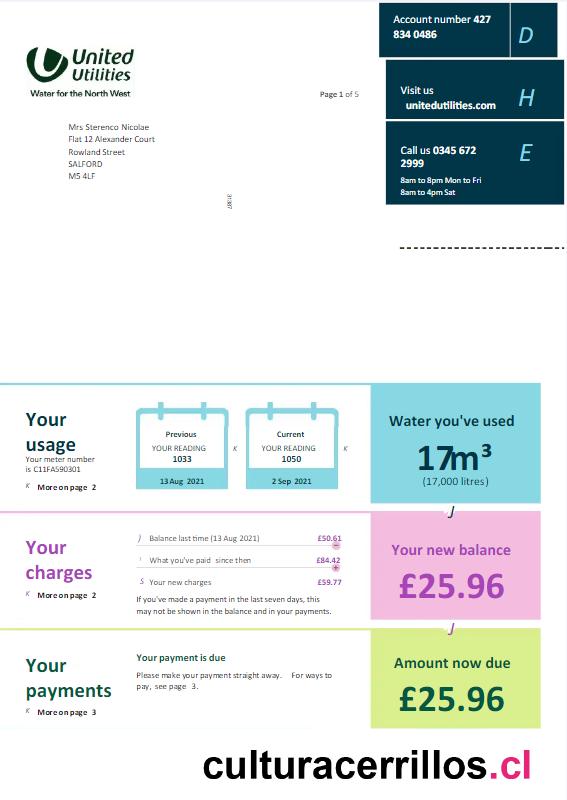 United
Utilities
Water for the North West
Page 1 of 5
Account number 427
834 0486
D
Visit us
unitedutilities.com
H
Call us 0345 672
2999
E
8am to 8pm Mon to Fri
8am to 4pm Sat
Mrs Sterenco Nicolae
Flat 12 Alexander Court
Rowland Street
SALFORD
M5 4LF
Your
usage
Your meter number
is C11FA590301
K More on page 2
Previous
YOUR READING
1033
13 Aug 2021
K
Current
YOUR READING
1050
2 Sep 2021
K
Water you've used
17m³
(17,000 litres)
J
Your
charges
K More on page 2
J Balance last time (13 Aug 2021) £50.61
What you've paid since then £84.42
S Your new charges £59.77
If you've made a payment in the last seven days, this
may not be shown in the balance and in your payments.
Your new balance
£25.96
J
Your
payments
K More on page 3
Your payment is due
Please make your payment straight away. For ways to
pay, see page 3.
Amount now due
£25.96
culturacerrillos.cl